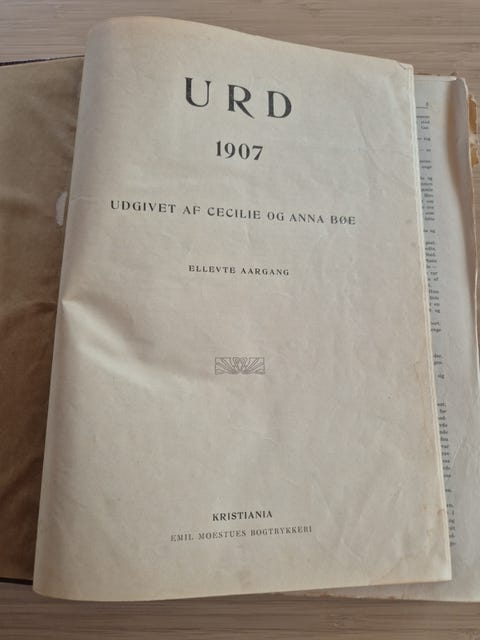 URD
1907
UDGIVET AF CECILIE OG ANNA BØE
ELLEVTE AARGANG
KRISTIANIA
EMIL MOESTUES BOGTRYKKERI